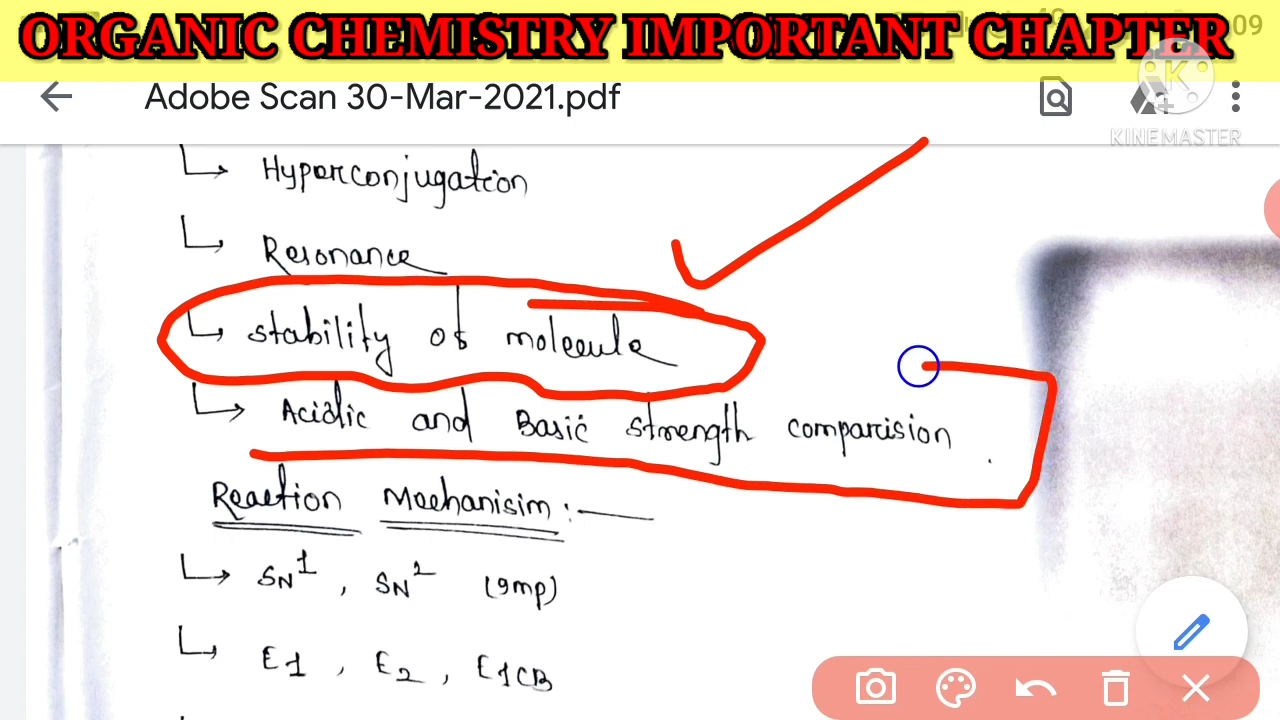 ORGANIC CHEMISTRY IMPORTANT CHAPTER
09
Adobe Scan 30-Mar-2021.pdf
K
KINEMASTER
Hyperconjugation
Resonance
stability of molecule
Acidic and Basic strength comparision.
Reaction Mechanisim:-
SN1, SN2 (Imp)
E1, E2, E1CB